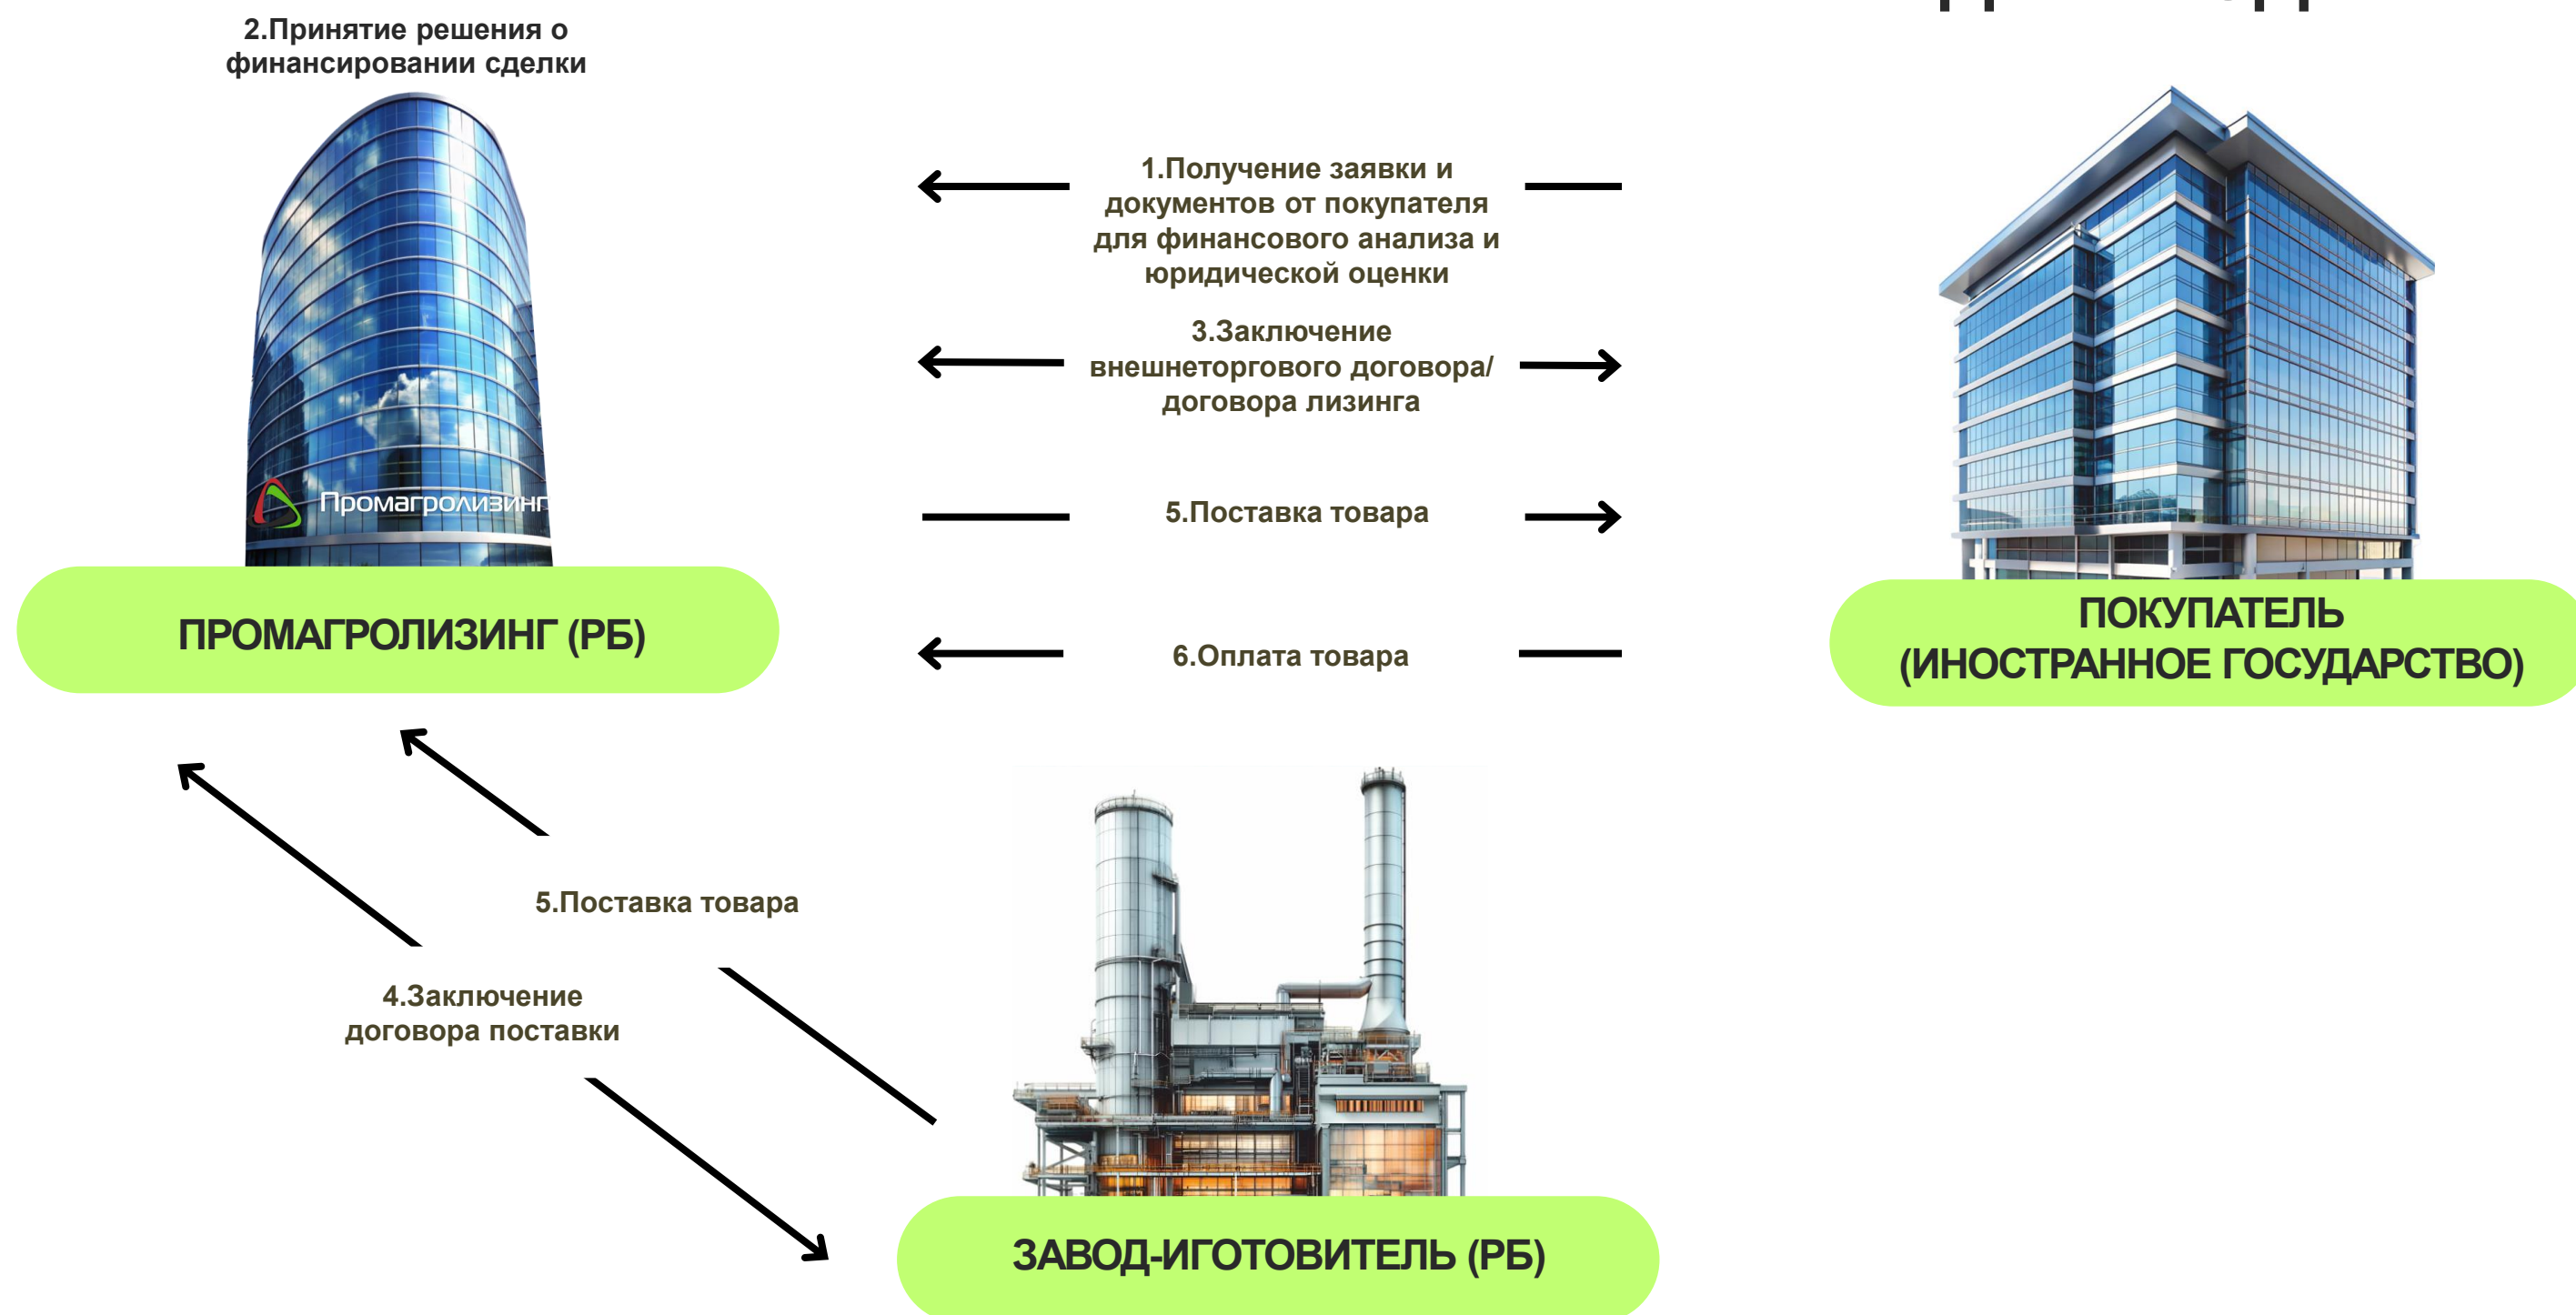 2.Принятие решения о
финансировании сделки
1.Получение заявки и
документов от покупателя
для финансового анализа и
юридической оценки
3.Заключение
внешнеторгового договора/
договора лизинга
Промагролизинг
5.Поставка товара
ПРОМАГРОЛИЗИНГ (РБ)
ПОКУПАТЕЛЬ
(ИНОСТРАННОЕ ГОСУДАРСТВО)
6.Оплата товара
5.Поставка товара
4.Заключение
договора поставки
ЗАВОД-ИГОТОВИТЕЛЬ (РБ)